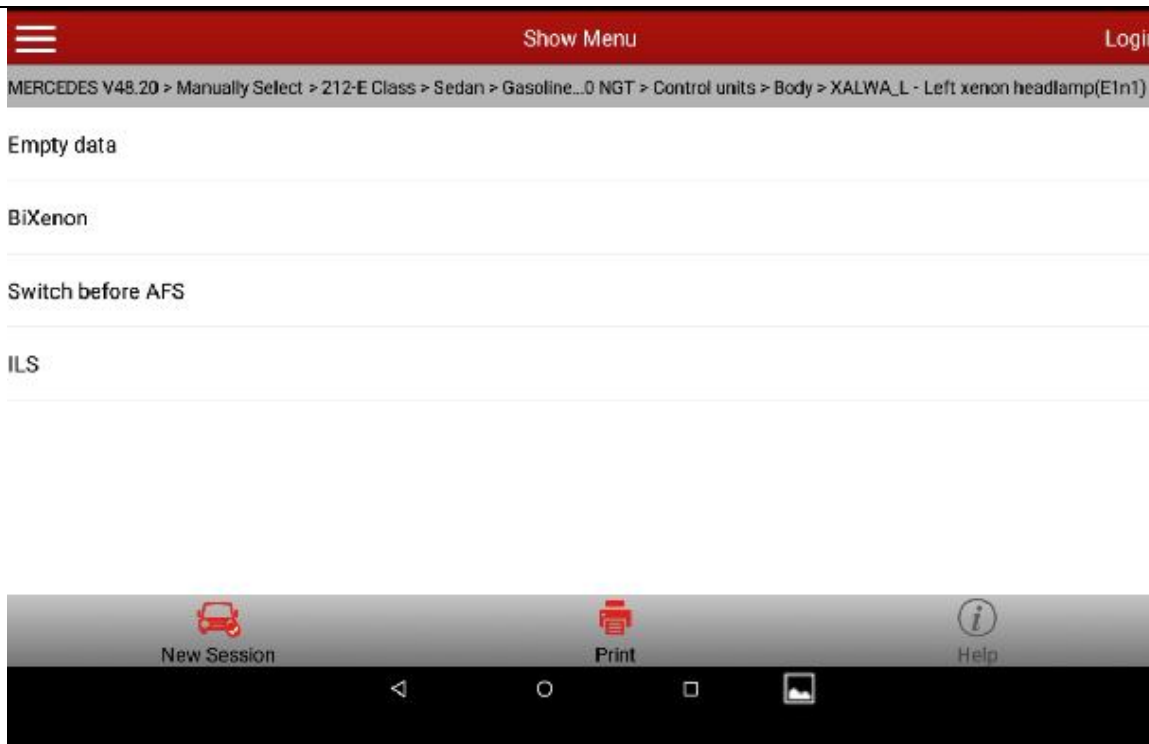 Show Menu
Login
MERCEDES V48.20 > Manually Select > 212-E Class > Sedan > Gasoline...0 NGT > Control units > Body > XALWA_L - Left xenon headlamp(E1n1)
Empty data
BiXenon
Switch before AFS
ILS
New Session
Print
Help